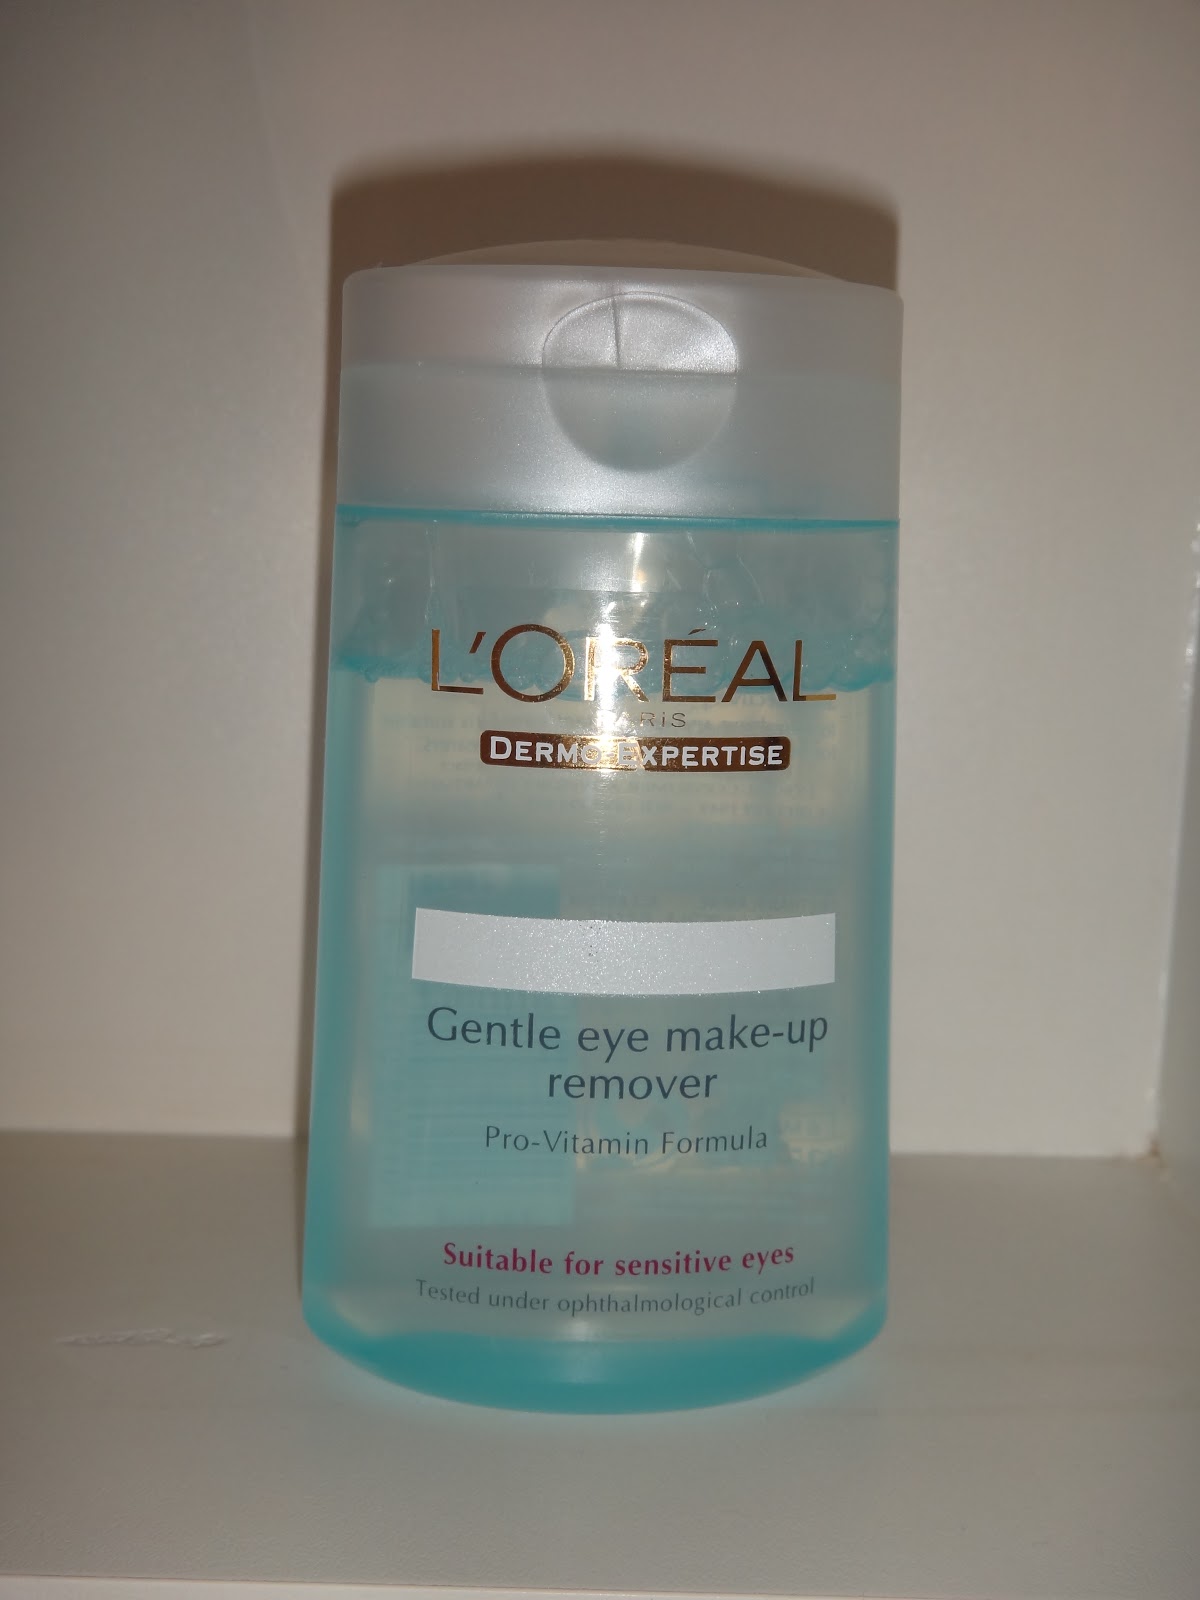 L'ORÉAL
PARIS
DERMO-EXPERTISE
Gentle eye make-up
remover
Pro-Vitamin Formula
Suitable for sensitive eyes
Tested under ophthalmological control